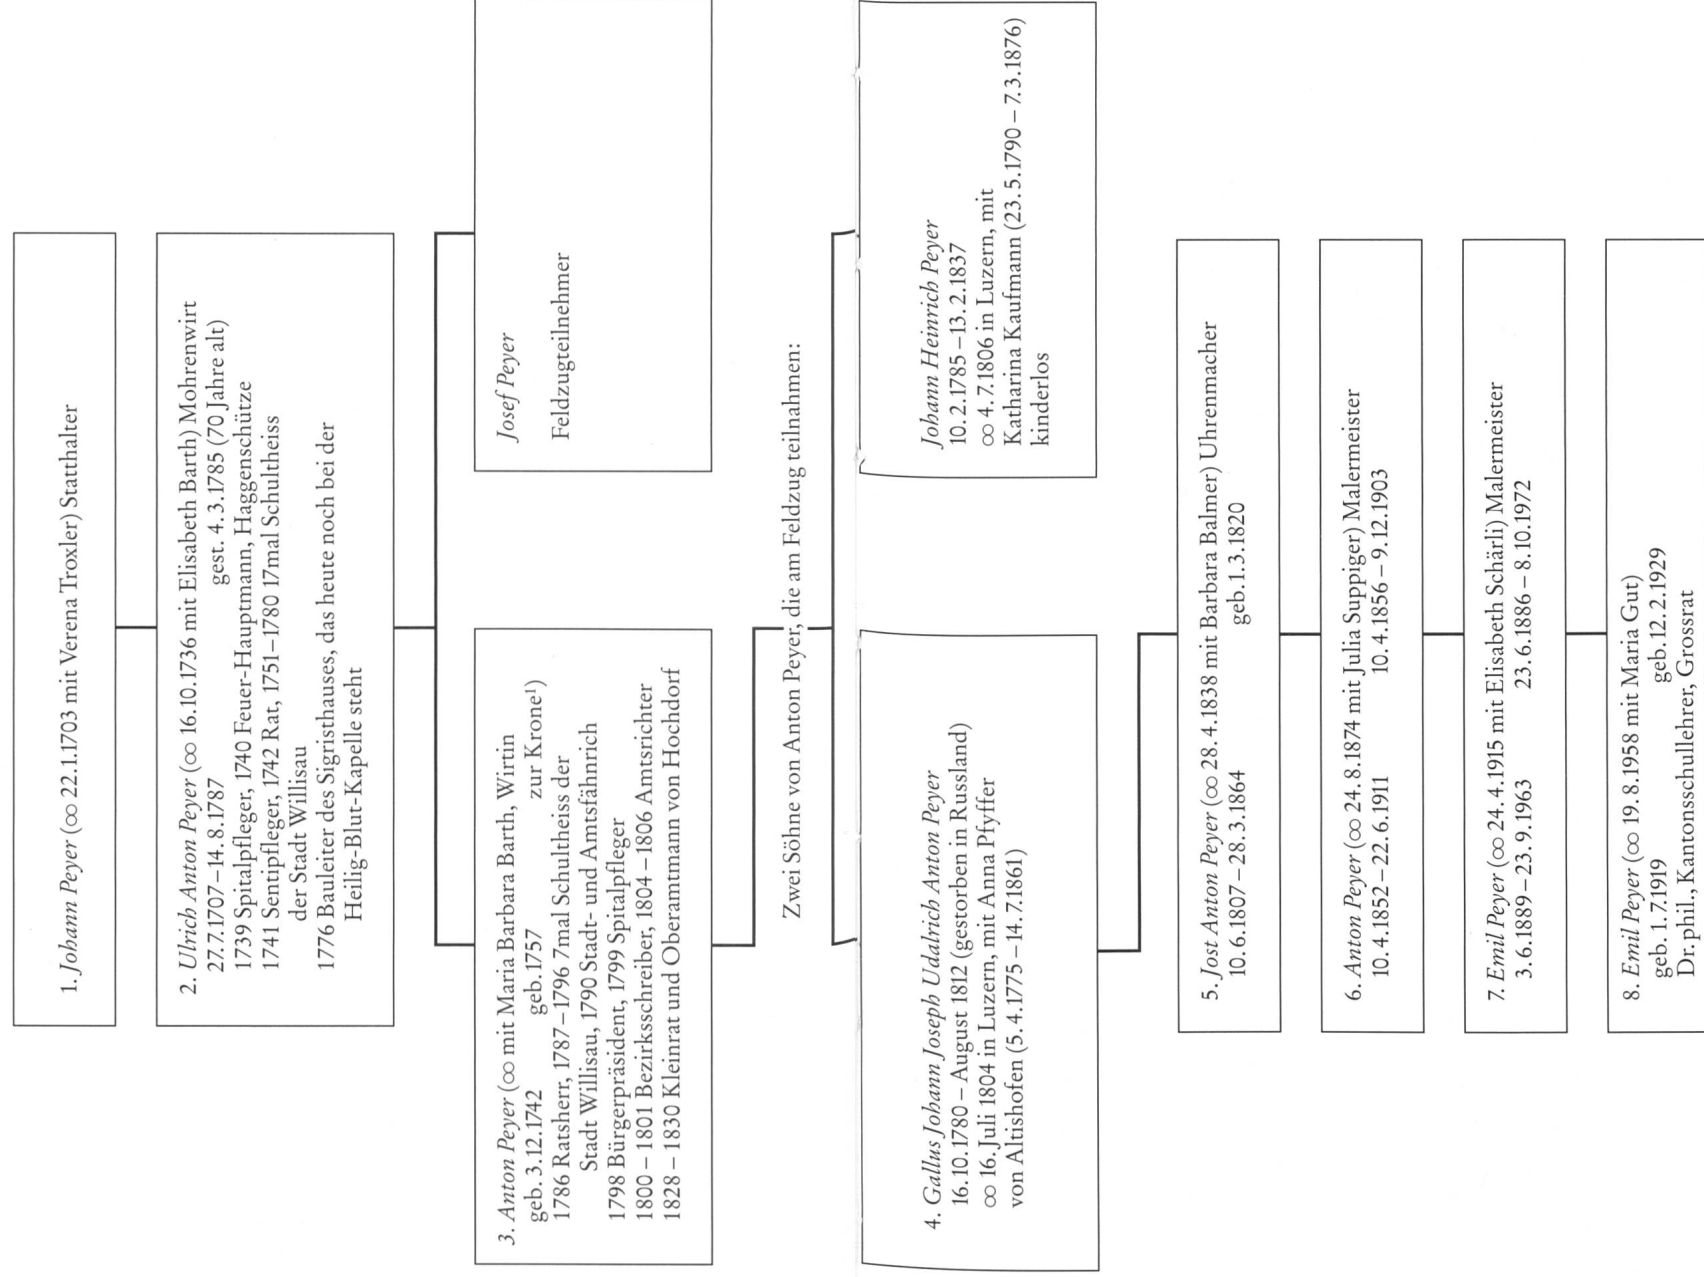 1. Johann Peyer (∞ 22.1.1703 mit Verena Troxler) Statthalter
2. Ulrich Anton Peyer (∞ 16.10.1736 mit Elisabeth Barth) Mohrenwirt
27.7.1707–14. 8.1787 gest. 4. 3.1785 (70 Jahre alt)
1739 Spitalpfleger, 1740 Feuer-Hauptmann, Haggenschütze
1741 Sentipfleger, 1742 Rat, 1751–1780 17mal Schultheiss
der Stadt Willisau
1776 Bauleiter des Sigristhauses, das heute noch bei der
Heilig-Blut-Kapelle steht
3. Anton Peyer (∞ mit Maria Barbara Barth, Wirtin
geb. 3.12.1742 geb.1757 zur Krone¹)
1786 Ratsherr, 1787–1796 7mal Schultheiss der
Stadt Willisau, 1790 Stadt- und Amtsfähnrich
1798 Bürgerpräsident, 1799 Spitalpfleger
1800 – 1801 Bezirksschreiber, 1804 –1806 Amtsrichter
1828 – 1830 Kleinrat und Oberamtmann von Hochdorf
Josef Peyer
Feldzugteilnehmer
Zwei Söhne von Anton Peyer, die am Feldzug teilnahmen:
4. Gallus Johann Joseph Udalrich Anton Peyer
16.10.1780 – August 1812 (gestorben in Russland)
∞ 16. Juli 1804 in Luzern, mit Anna Pfyffer
von Altishofen (5. 4.1775 – 14. 7.1861)
Johann Heinrich Peyer
10. 2.1785 –13. 2.1837
∞ 4. 7.1806 in Luzern, mit
Katharina Kaufmann (23. 5.1790 – 7.3.1876)
kinderlos
5. Jost Anton Peyer (∞ 28. 4.1838 mit Barbara Balmer) Uhrenmacher
10. 6.1807– 28. 3.1864 geb.1.3.1820
6. Anton Peyer (∞ 24. 8.1874 mit Julia Suppiger) Malermeister
10. 4.1852 – 22. 6.1911 10. 4.1856 – 9.12.1903
7. Emil Peyer (∞ 24. 4.1915 mit Elisabeth Schärli) Malermeister
3. 6.1889 – 23. 9.1963 23. 6.1886 – 8.10.1972
8. Emil Peyer (∞ 19. 8.1958 mit Maria Gut)
geb. 1. 7.1919 geb.12. 2.1929
Dr. phil., Kantonsschullehrer, Grossrat